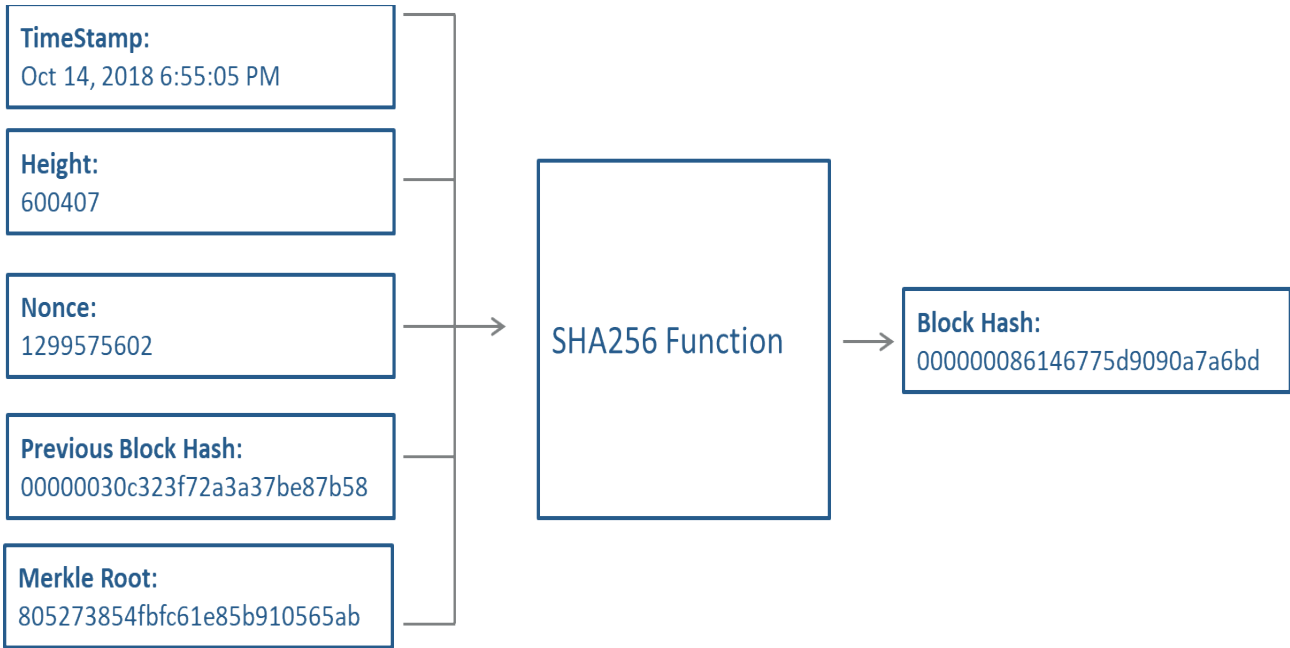 TimeStamp:
Oct 14, 2018 6:55:05 PM
Height:
600407
Nonce:
1299575602
Previous Block Hash:
00000030c323f72a3a37be87b58
Merkle Root:
805273854fbfc61e85b910565ab
SHA256 Function
Block Hash:
000000086146775d9090a7a6bd